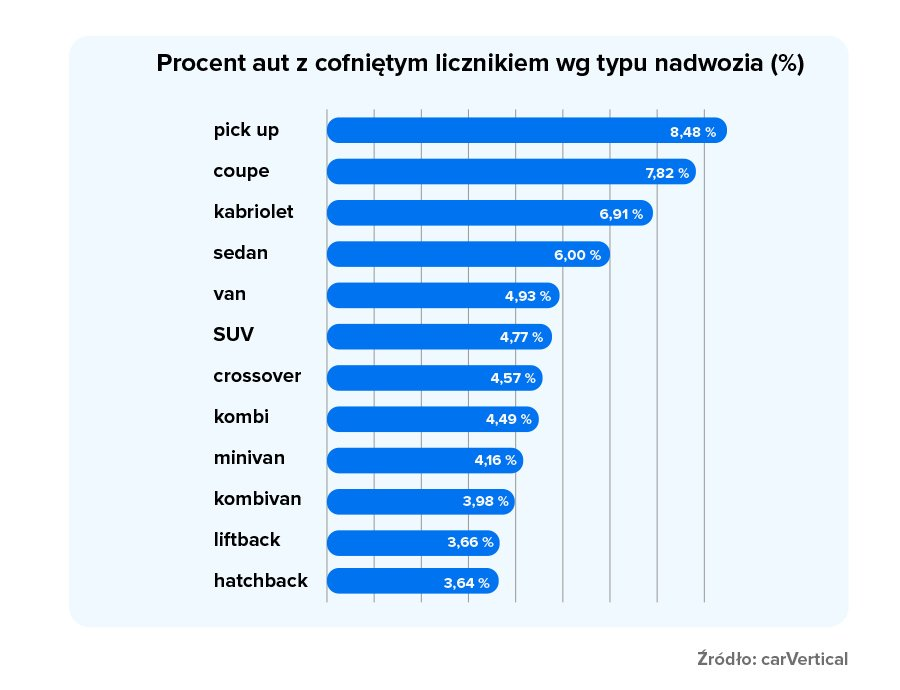 Procent aut z cofniętym licznikiem wg typu nadwozia (%)
pick up 8,48 %
coupe 7,82 %
kabriolet 6,91 %
sedan 6,00 %
van 4,93 %
SUV 4,77 %
crossover 4,57 %
kombi 4,49 %
minivan 4,16 %
kombivan 3,98 %
liftback 3,66 %
hatchback 3,64 %
Źródło: carVertical